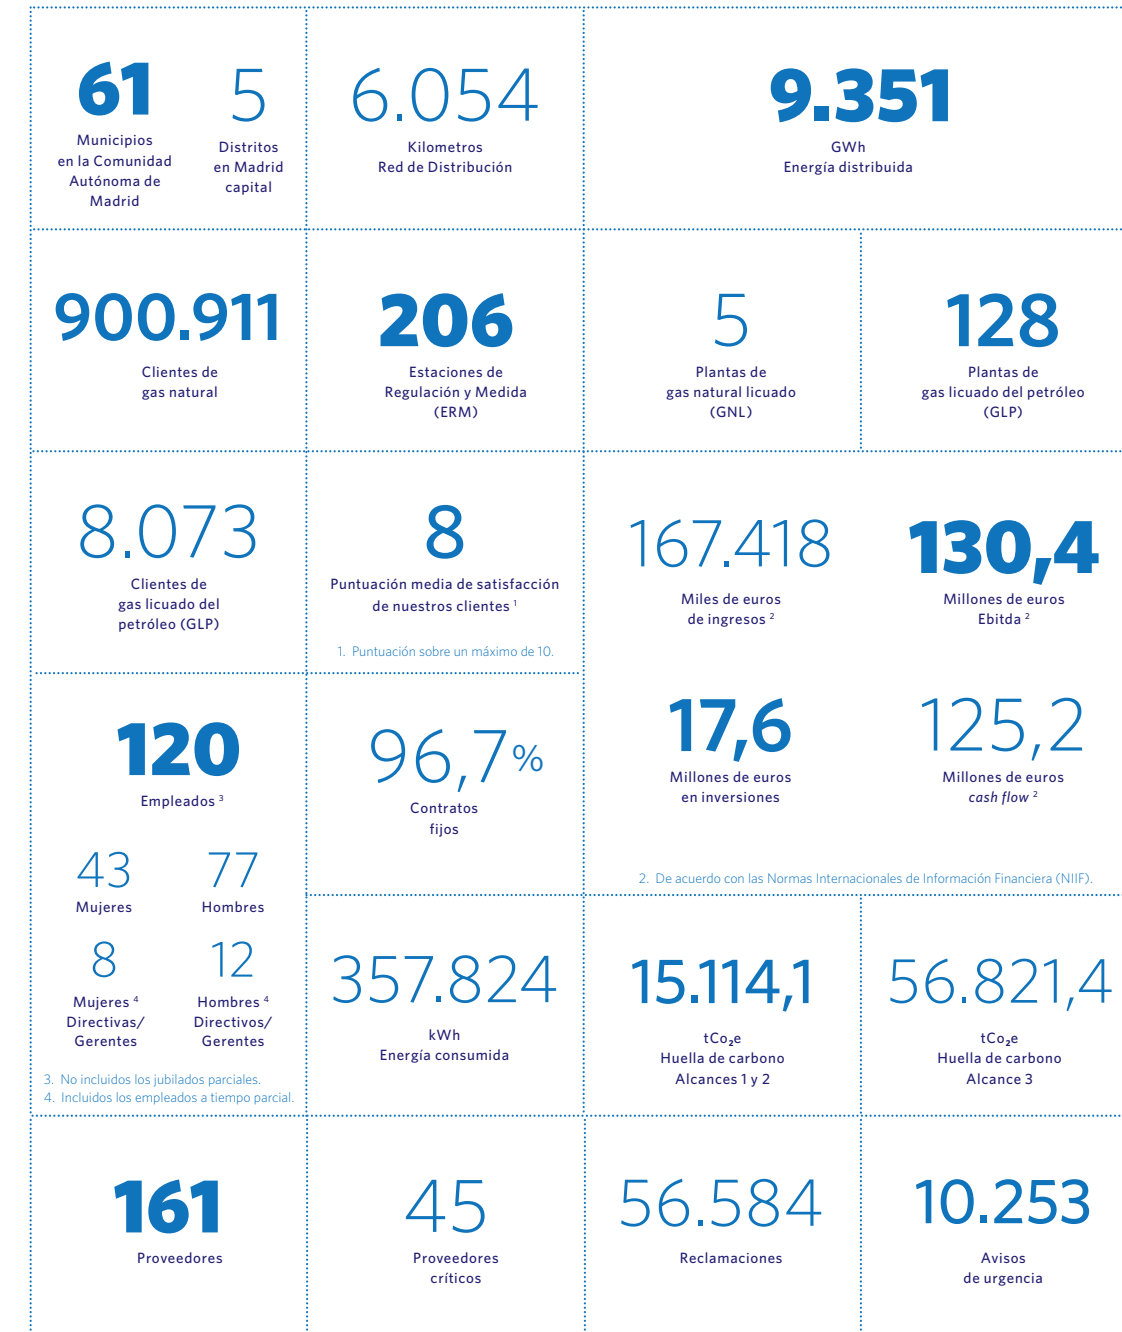 61
Municipios
en la Comunidad
Autónoma de
Madrid
5
Distritos
en Madrid
capital
6.054
Kilometros
Red de Distribución
9.351
GWh
Energía distribuida
900.911
Clientes de
gas natural
206
Estaciones de
Regulación y Medida
(ERM)
5
Plantas de
gas natural licuado
(GNL)
128
Plantas de
gas licuado del petróleo
(GLP)
8.073
Clientes de
gas licuado del
petróleo (GLP)
8
Puntuación media de satisfacción
de nuestros clientes ¹
1. Puntuación sobre un máximo de 10.
167.418
Miles de euros
de ingresos ²
130,4
Millones de euros
Ebitda ²
17,6
Millones de euros
en inversiones
125,2
Millones de euros
cash flow ²
2. De acuerdo con las Normas Internacionales de Información Financiera (NIIF).
120
Empleados ³
43
Mujeres
77
Hombres
8
Mujeres ⁴
Directivas/
Gerentes
12
Hombres ⁴
Directivos/
Gerentes
3. No incluidos los jubilados parciales.
4. Incluidos los empleados a tiempo parcial.
96,7%
Contratos
fijos
357.824
kWh
Energía consumida
15.114,1
tCo₂e
Huella de carbono
Alcances 1 y 2
56.821,4
tCo₂e
Huella de carbono
Alcance 3
161
Proveedores
45
Proveedores
críticos
56.584
Reclamaciones
10.253
Avisos
de urgencia